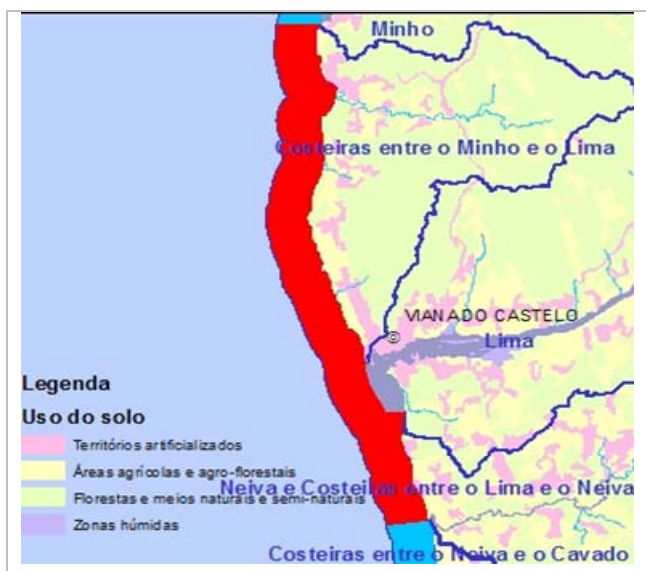 Minho
Costeiras entre o Minho e o Lima
VIANA DO CASTELO
Lima
Legenda
Uso do solo
Territórios artificializados
Áreas agrícolas e agro-florestais
Florestas e meios naturais e semi-naturais
Zonas húmidas
Neiva e Costeiras entre o Lima e o Neiva
Costeiras entre o Neiva e o Cavado